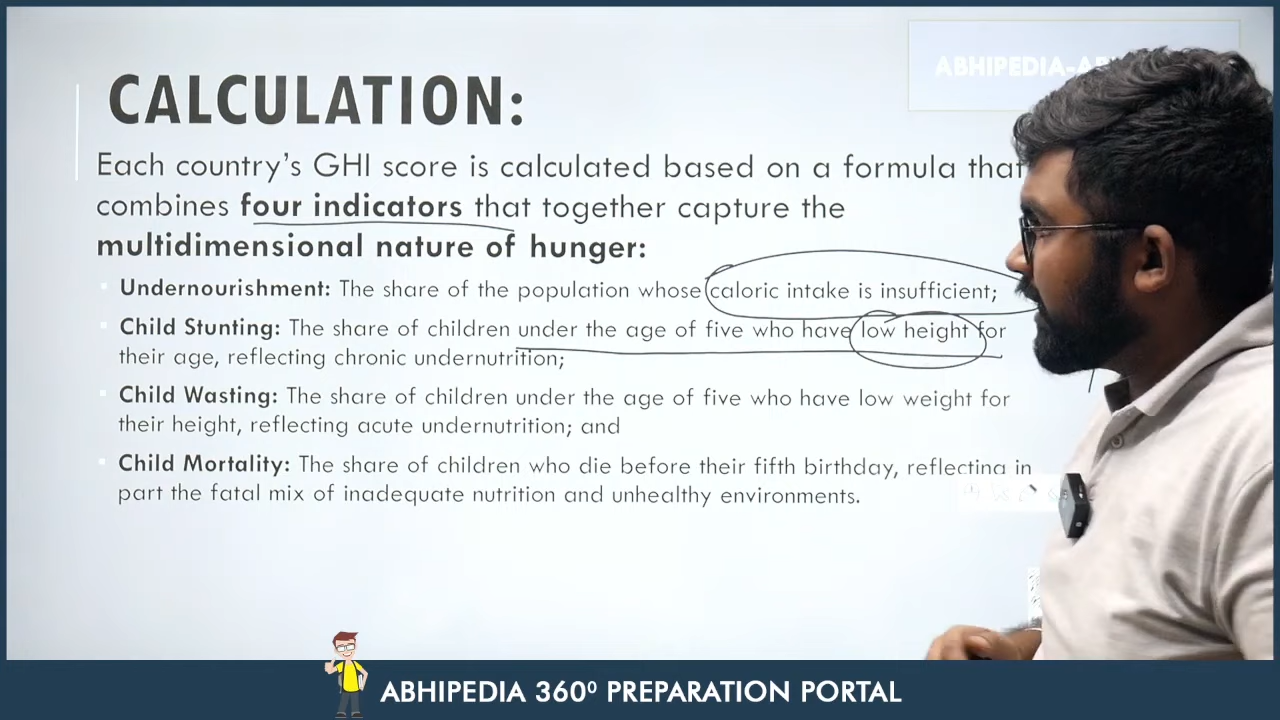 ABHIPEDIA-AB
CALCULATION:
Each country's GHI score is calculated based on a formula that
combines four indicators that together capture the
multidimensional nature of hunger:
Undernourishment: The share of the population whose caloric intake is insufficient;
Child Stunting: The share of children under the age of five who have low height for
their age, reflecting chronic undernutrition;
Child Wasting: The share of children under the age of five who have low weight for
their height, reflecting acute undernutrition; and
Child Mortality: The share of children who die before their fifth birthday, reflecting in
part the fatal mix of inadequate nutrition and unhealthy environments.
ABHIPEDIA 360⁰ PREPARATION PORTAL